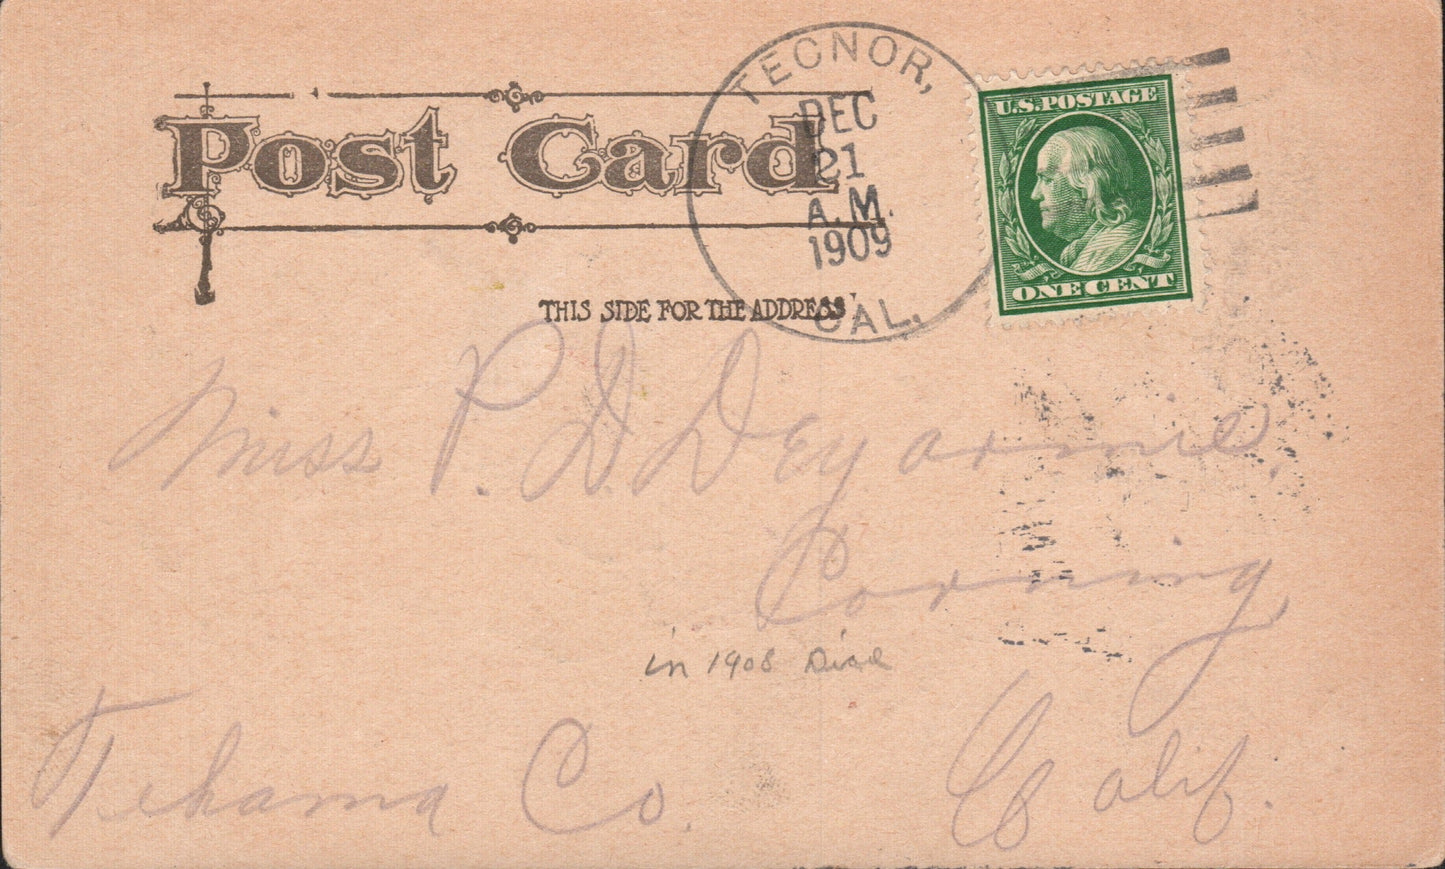 Post Card
TECNOR,
DEC
21
A.M.
1909
CAL.
U.S. POSTAGE
ONE CENT
THIS SIDE FOR THE ADDRESS
Miss P. D. Deyarmie,
Corning,
in 1908
Tehama Co. Calif.